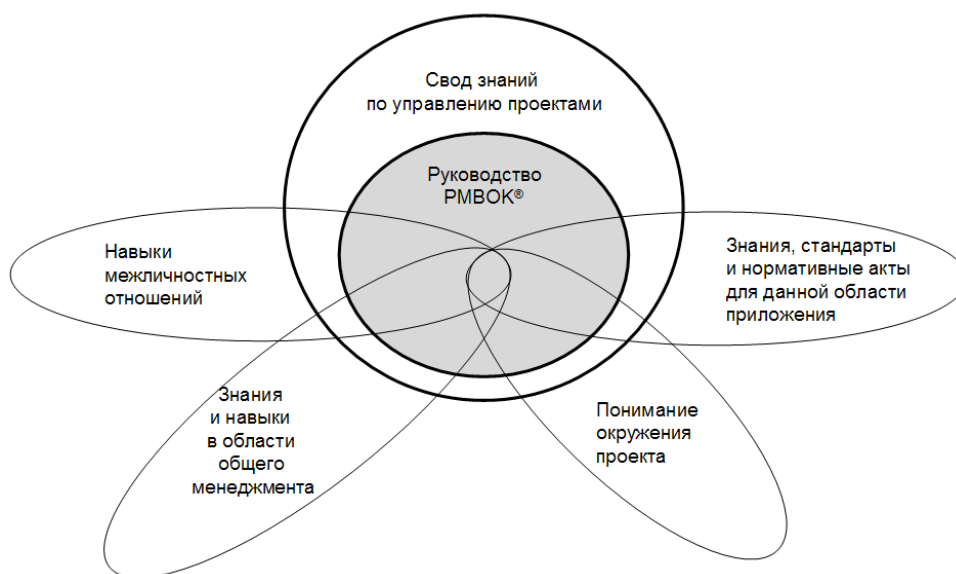 Свод знаний
по управлению проектами
Руководство
PMBOK®
Навыки
межличностных
отношений
Знания, стандарты
и нормативные акты
для данной области
приложения
Знания
и навыки
в области
общего
менеджмента
Понимание
окружения
проекта